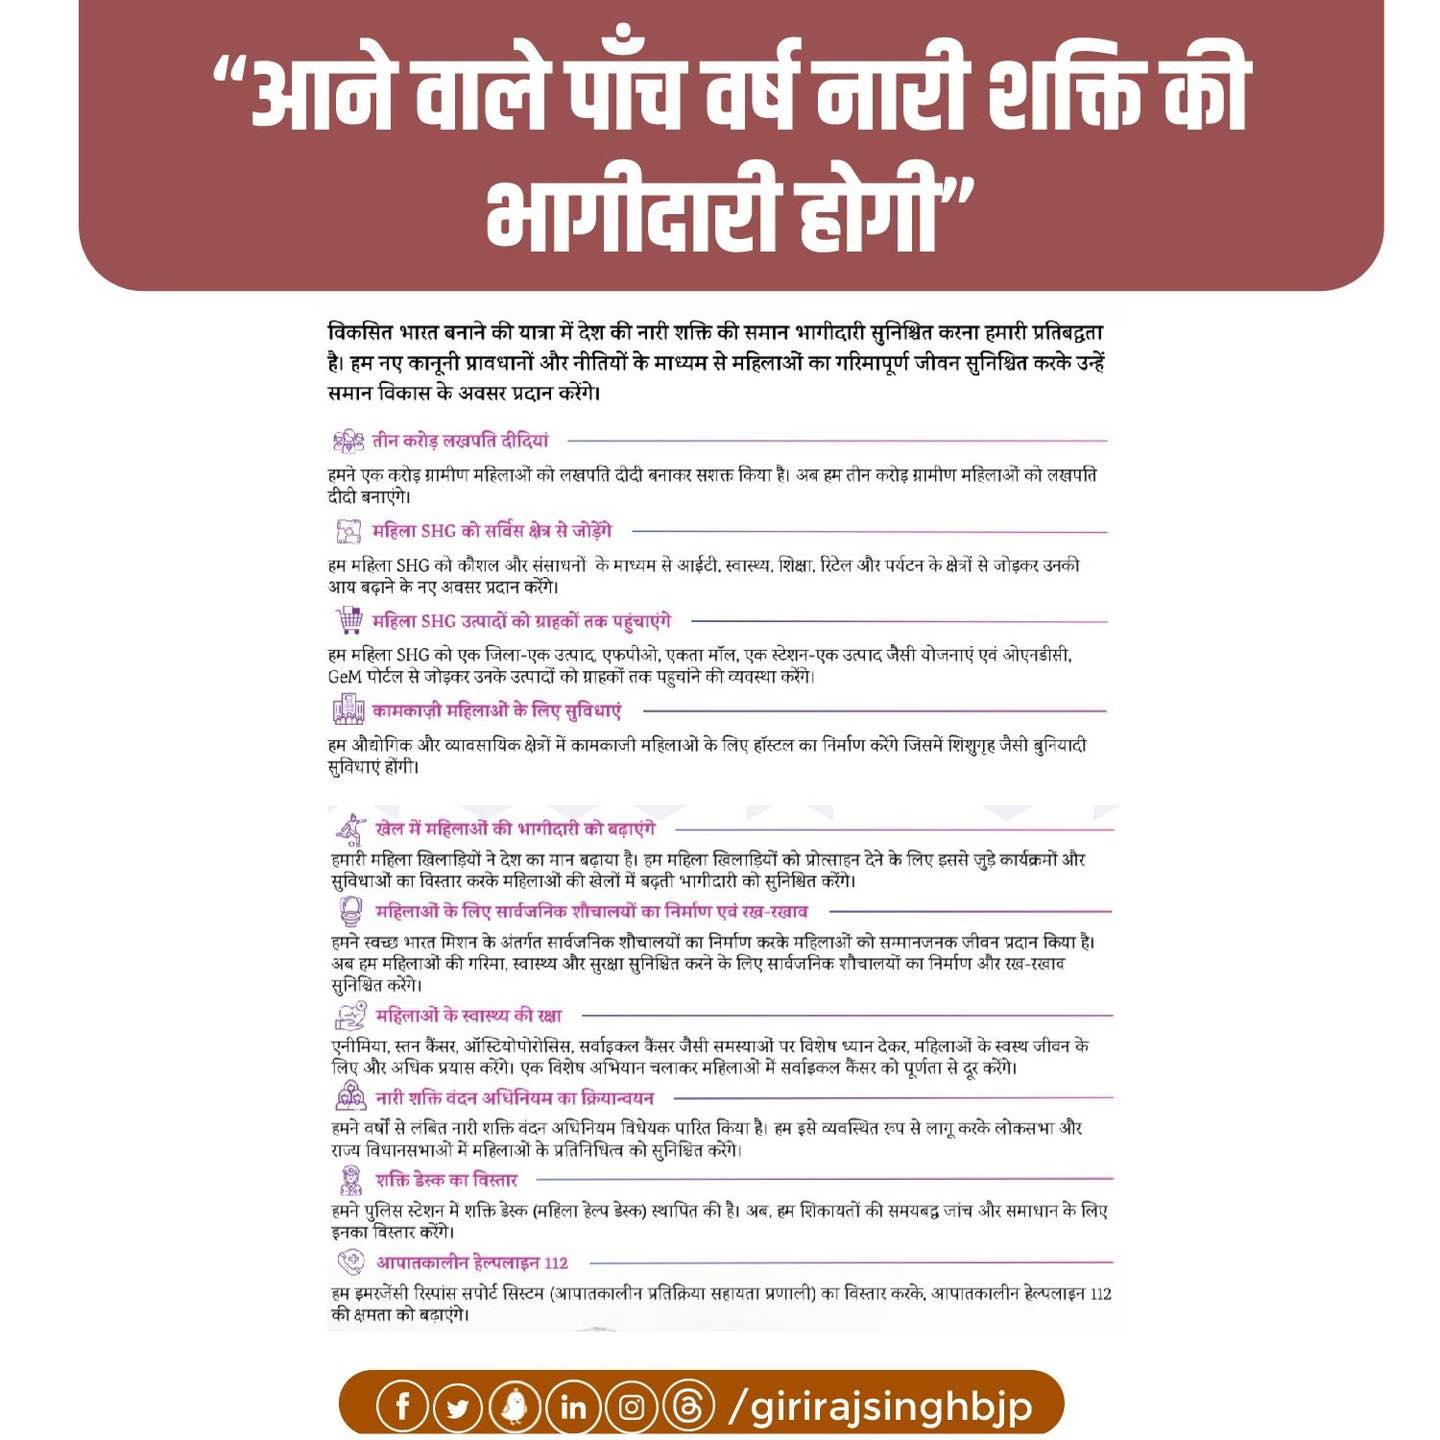 “आने वाले पाँच वर्ष नारी शक्ति की
भागीदारी होगी”
विकसित भारत बनाने की यात्रा में देश की नारी शक्ति की समान भागीदारी सुनिश्चित करना हमारी प्रतिबद्धता
है। हम नए कानूनी प्रावधानों और नीतियों के माध्यम से महिलाओं का गरिमापूर्ण जीवन सुनिश्चित करके उन्हें
समान विकास के अवसर प्रदान करेंगे।
तीन करोड़ लखपति दीदियां
हमने एक करोड़ ग्रामीण महिलाओं को लखपति दीदी बनाकर सशक्त किया है। अब हम तीन करोड़ ग्रामीण महिलाओं को लखपति
दीदी बनाएंगे।
महिला SHG को सर्विस क्षेत्र से जोड़ेंगे
हम महिला SHG को कौशल और संसाधनों के माध्यम से आईटी, स्वास्थ्य, शिक्षा, रिटेल और पर्यटन के क्षेत्रों से जोड़कर उनकी
आय बढ़ाने के नए अवसर प्रदान करेंगे।
महिला SHG उत्पादों को ग्राहकों तक पहुंचाएंगे
हम महिला SHG को एक जिला-एक उत्पाद, एफपीओ, एकता मॉल, एक स्टेशन-एक उत्पाद जैसी योजनाएं एवं ओएनडीसी,
GeM पोर्टल से जोड़कर उनके उत्पादों को ग्राहकों तक पहुचांने की व्यवस्था करेंगे।
कामकाज़ी महिलाओं के लिए सुविधाएं
हम औद्योगिक और व्यावसायिक क्षेत्रों में कामकाजी महिलाओं के लिए हॉस्टल का निर्माण करेंगे जिसमें शिशुगृह जैसी बुनियादी
सुविधाएं होंगी।
खेल में महिलाओं की भागीदारी को बढ़ाएंगे
हमारी महिला खिलाड़ियों ने देश का मान बढ़ाया है। हम महिला खिलाड़ियों को प्रोत्साहन देने के लिए इससे जुड़े कार्यक्रमों और
सुविधाओं का विस्तार करके महिलाओं की खेलों में बढ़ती भागीदारी को सुनिश्चित करेंगे।
महिलाओं के लिए सार्वजनिक शौचालयों का निर्माण एवं रख-रखाव
हमने स्वच्छ भारत मिशन के अंतर्गत सार्वजनिक शौचालयों का निर्माण करके महिलाओं को सम्मानजनक जीवन प्रदान किया है।
अब हम महिलाओं की गरिमा, स्वास्थ्य और सुरक्षा सुनिश्चित करने के लिए सार्वजनिक शौचालयों का निर्माण और रख-रखाव
सुनिश्चित करेंगे।
महिलाओं के स्वास्थ्य की रक्षा
एनीमिया, स्तन कैंसर, ऑस्टियोपोरोसिस, सर्वाइकल कैंसर जैसी समस्याओं पर विशेष ध्यान देकर, महिलाओं के स्वस्थ जीवन के
लिए और अधिक प्रयास करेंगे। एक विशेष अभियान चलाकर महिलाओं में सर्वाइकल कैंसर को पूर्णता से दूर करेंगे।
नारी शक्ति वंदन अधिनियम का क्रियान्वयन
हमने वर्षों से लंबित नारी शक्ति वंदन अधिनियम विधेयक पारित किया है। हम इसे व्यवस्थित रुप से लागू करके लोकसभा और
राज्य विधानसभाओं में महिलाओं के प्रतिनिधित्व को सुनिश्चित करेंगे।
शक्ति डेस्क का विस्तार
हमने पुलिस स्टेशन में शक्ति डेस्क (महिला हेल्प डेस्क) स्थापित की है। अब, हम शिकायतों की समयबद्ध जांच और समाधान के लिए
इनका विस्तार करेंगे।
आपातकालीन हेल्पलाइन 112
हम इमरजेंसी रिस्पांस सपोर्ट सिस्टम (आपातकालीन प्रतिक्रिया सहायता प्रणाली) का विस्तार करके, आपातकालीन हेल्पलाइन 112
की क्षमता को बढ़ाएंगे।
/girirajsinghbjp